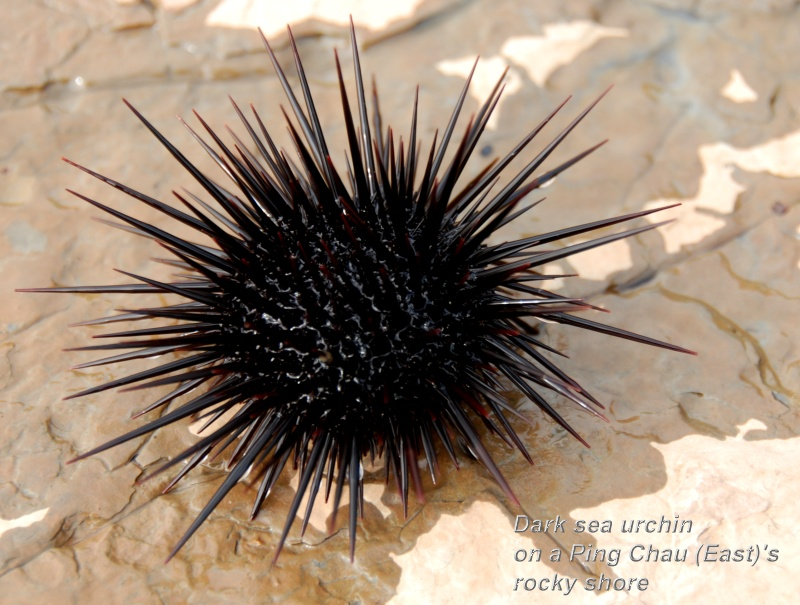 Dark sea urchin
on a Ping Chau (East)'s
rocky shore